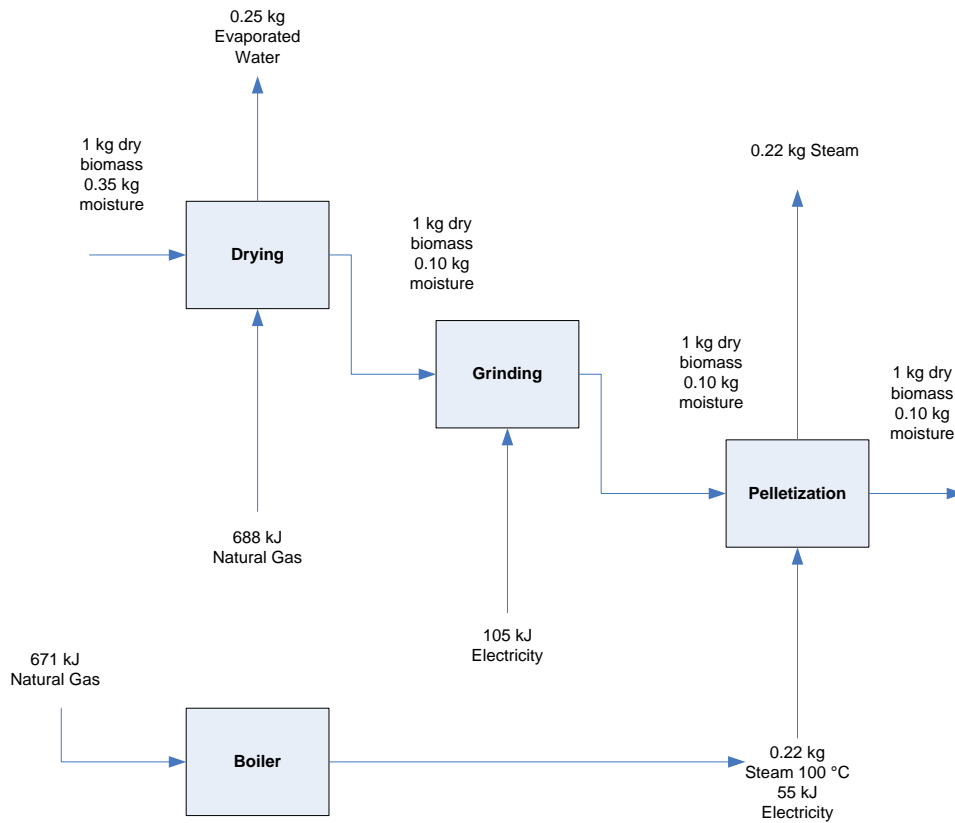 0.25 kg
Evaporated
Water
1 kg dry
biomass
0.35 kg
moisture
Drying
688 kJ
Natural Gas
1 kg dry
biomass
0.10 kg
moisture
Grinding
105 kJ
Electricity
0.22 kg Steam
1 kg dry
biomass
0.10 kg
moisture
Pelletization
1 kg dry
biomass
0.10 kg
moisture
671 kJ
Natural Gas
Boiler
0.22 kg
Steam 100 °C
55 kJ
Electricity